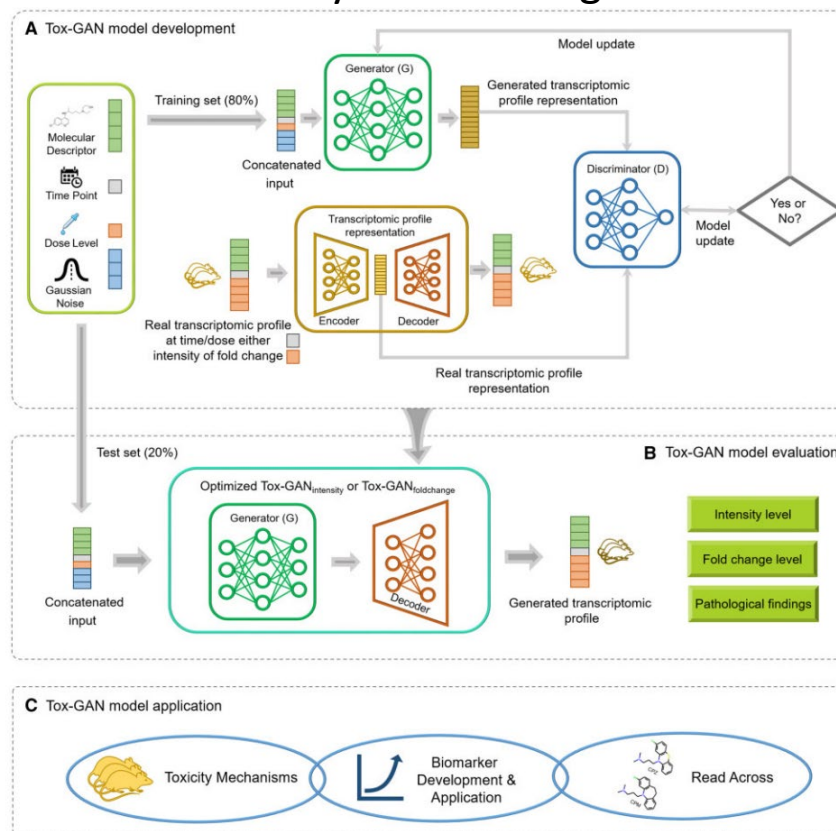 A Tox-GAN model development
Model update
Generator (G)
Generated transcriptomic
profile representation
Training set (80%)
Molecular
Descriptor
Concatenated
input
Discriminator (D)
Time Point
Yes or
No?
Model
update
Transcriptomic profile
representation
Dose Level
Gaussian
Noise
Encoder
Decoder
Real transcriptomic profile
at time/dose either
intensity of fold change
Real transcriptomic profile
representation
Test set (20%)
B Tox-GAN model evaluation
Optimized Tox-GANintensity or Tox-GANfoldchange
Generator (G)
Decoder
Intensity level
Fold change level
Pathological findings
Concatenated
input
Generated transcriptomic
profile
C Tox-GAN model application
Toxicity Mechanisms
Biomarker
Development &
Application
CPZ
CPN
Read Across